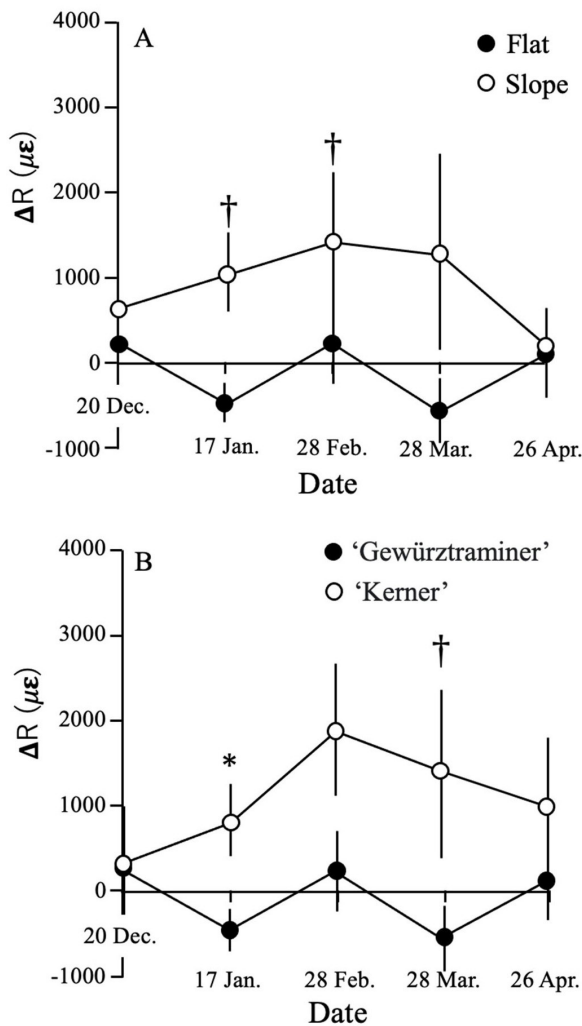 A
Flat
Slope
4000
3000
2000
1000
0
-1000
ΔR (με)
†
†
20 Dec.
17 Jan.
28 Feb.
28 Mar.
26 Apr.
Date
B
‘Gewürztraminer’
‘Kerner’
4000
3000
2000
1000
0
-1000
ΔR (με)
*
†
20 Dec.
17 Jan.
28 Feb.
28 Mar.
26 Apr.
Date